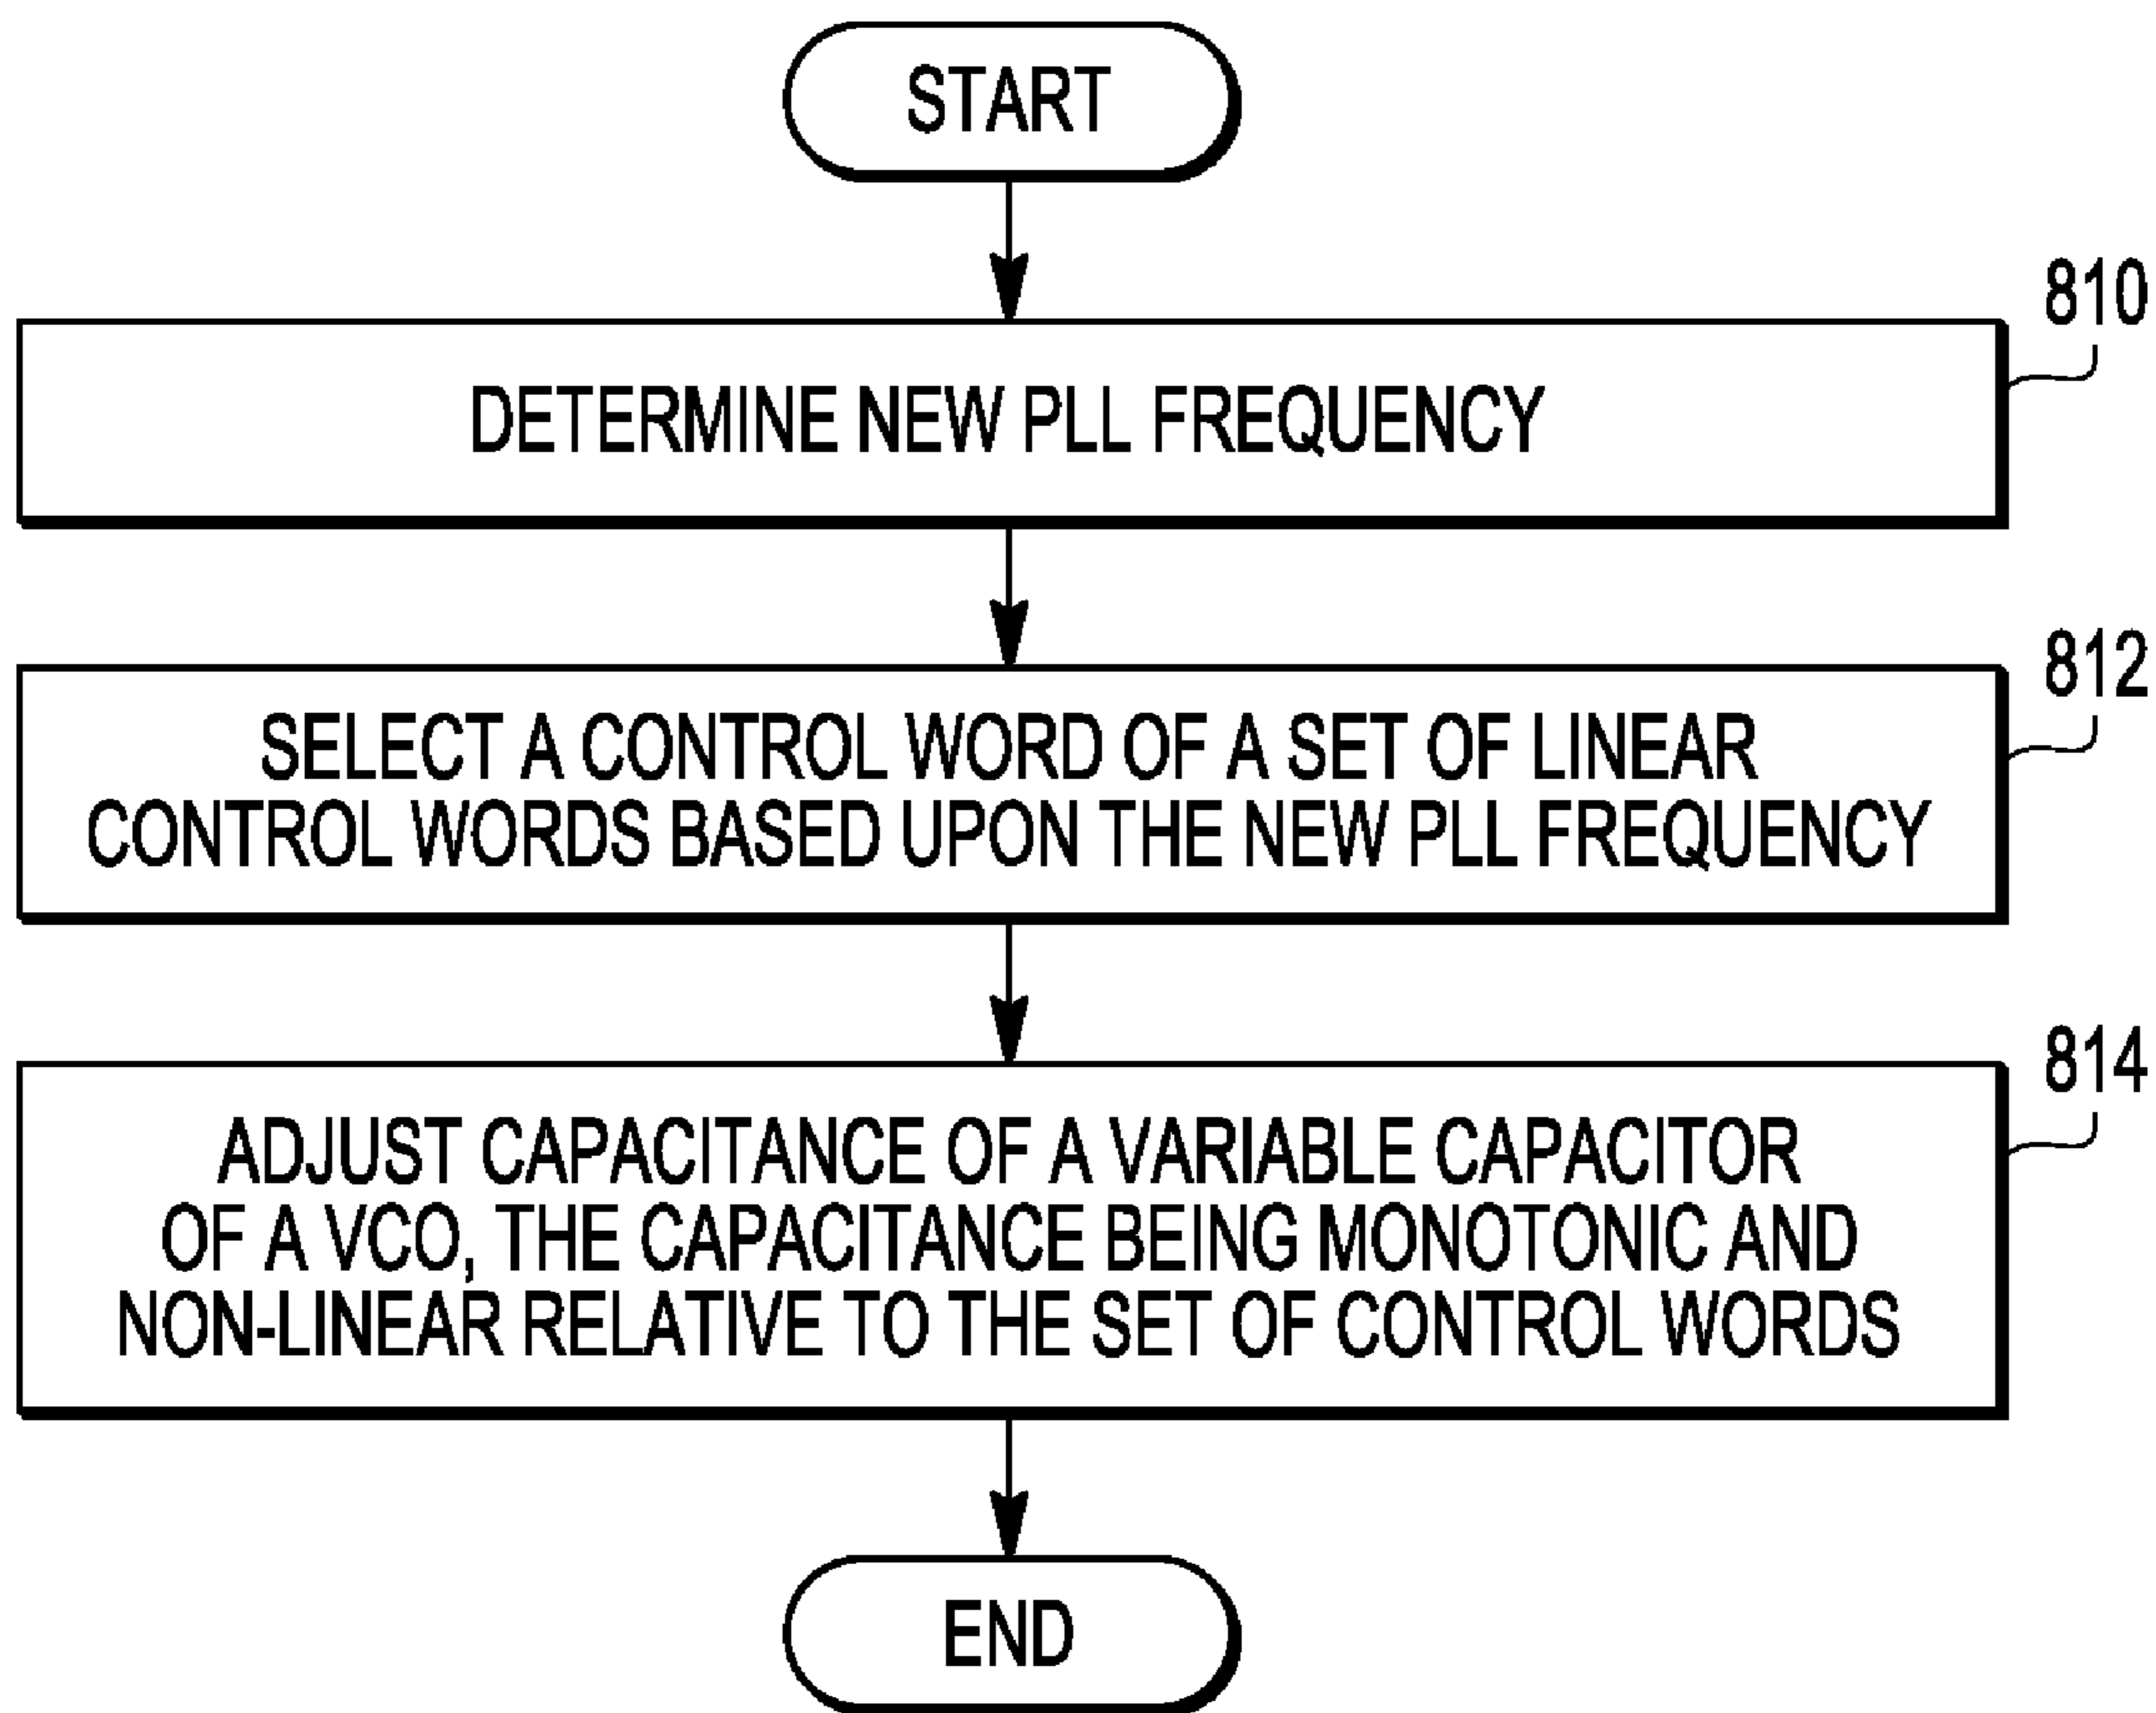 START
810
DETERMINE NEW PLL FREQUENCY
812
SELECT A CONTROL WORD OF A SET OF LINEAR
CONTROL WORDS BASED UPON THE NEW PLL FREQUENCY
814
ADJUST CAPACITANCE OF A VARIABLE CAPACITOR
OF A VCO, THE CAPACITANCE BEING MONOTONIC AND
NON-LINEAR RELATIVE TO THE SET OF CONTROL WORDS
END